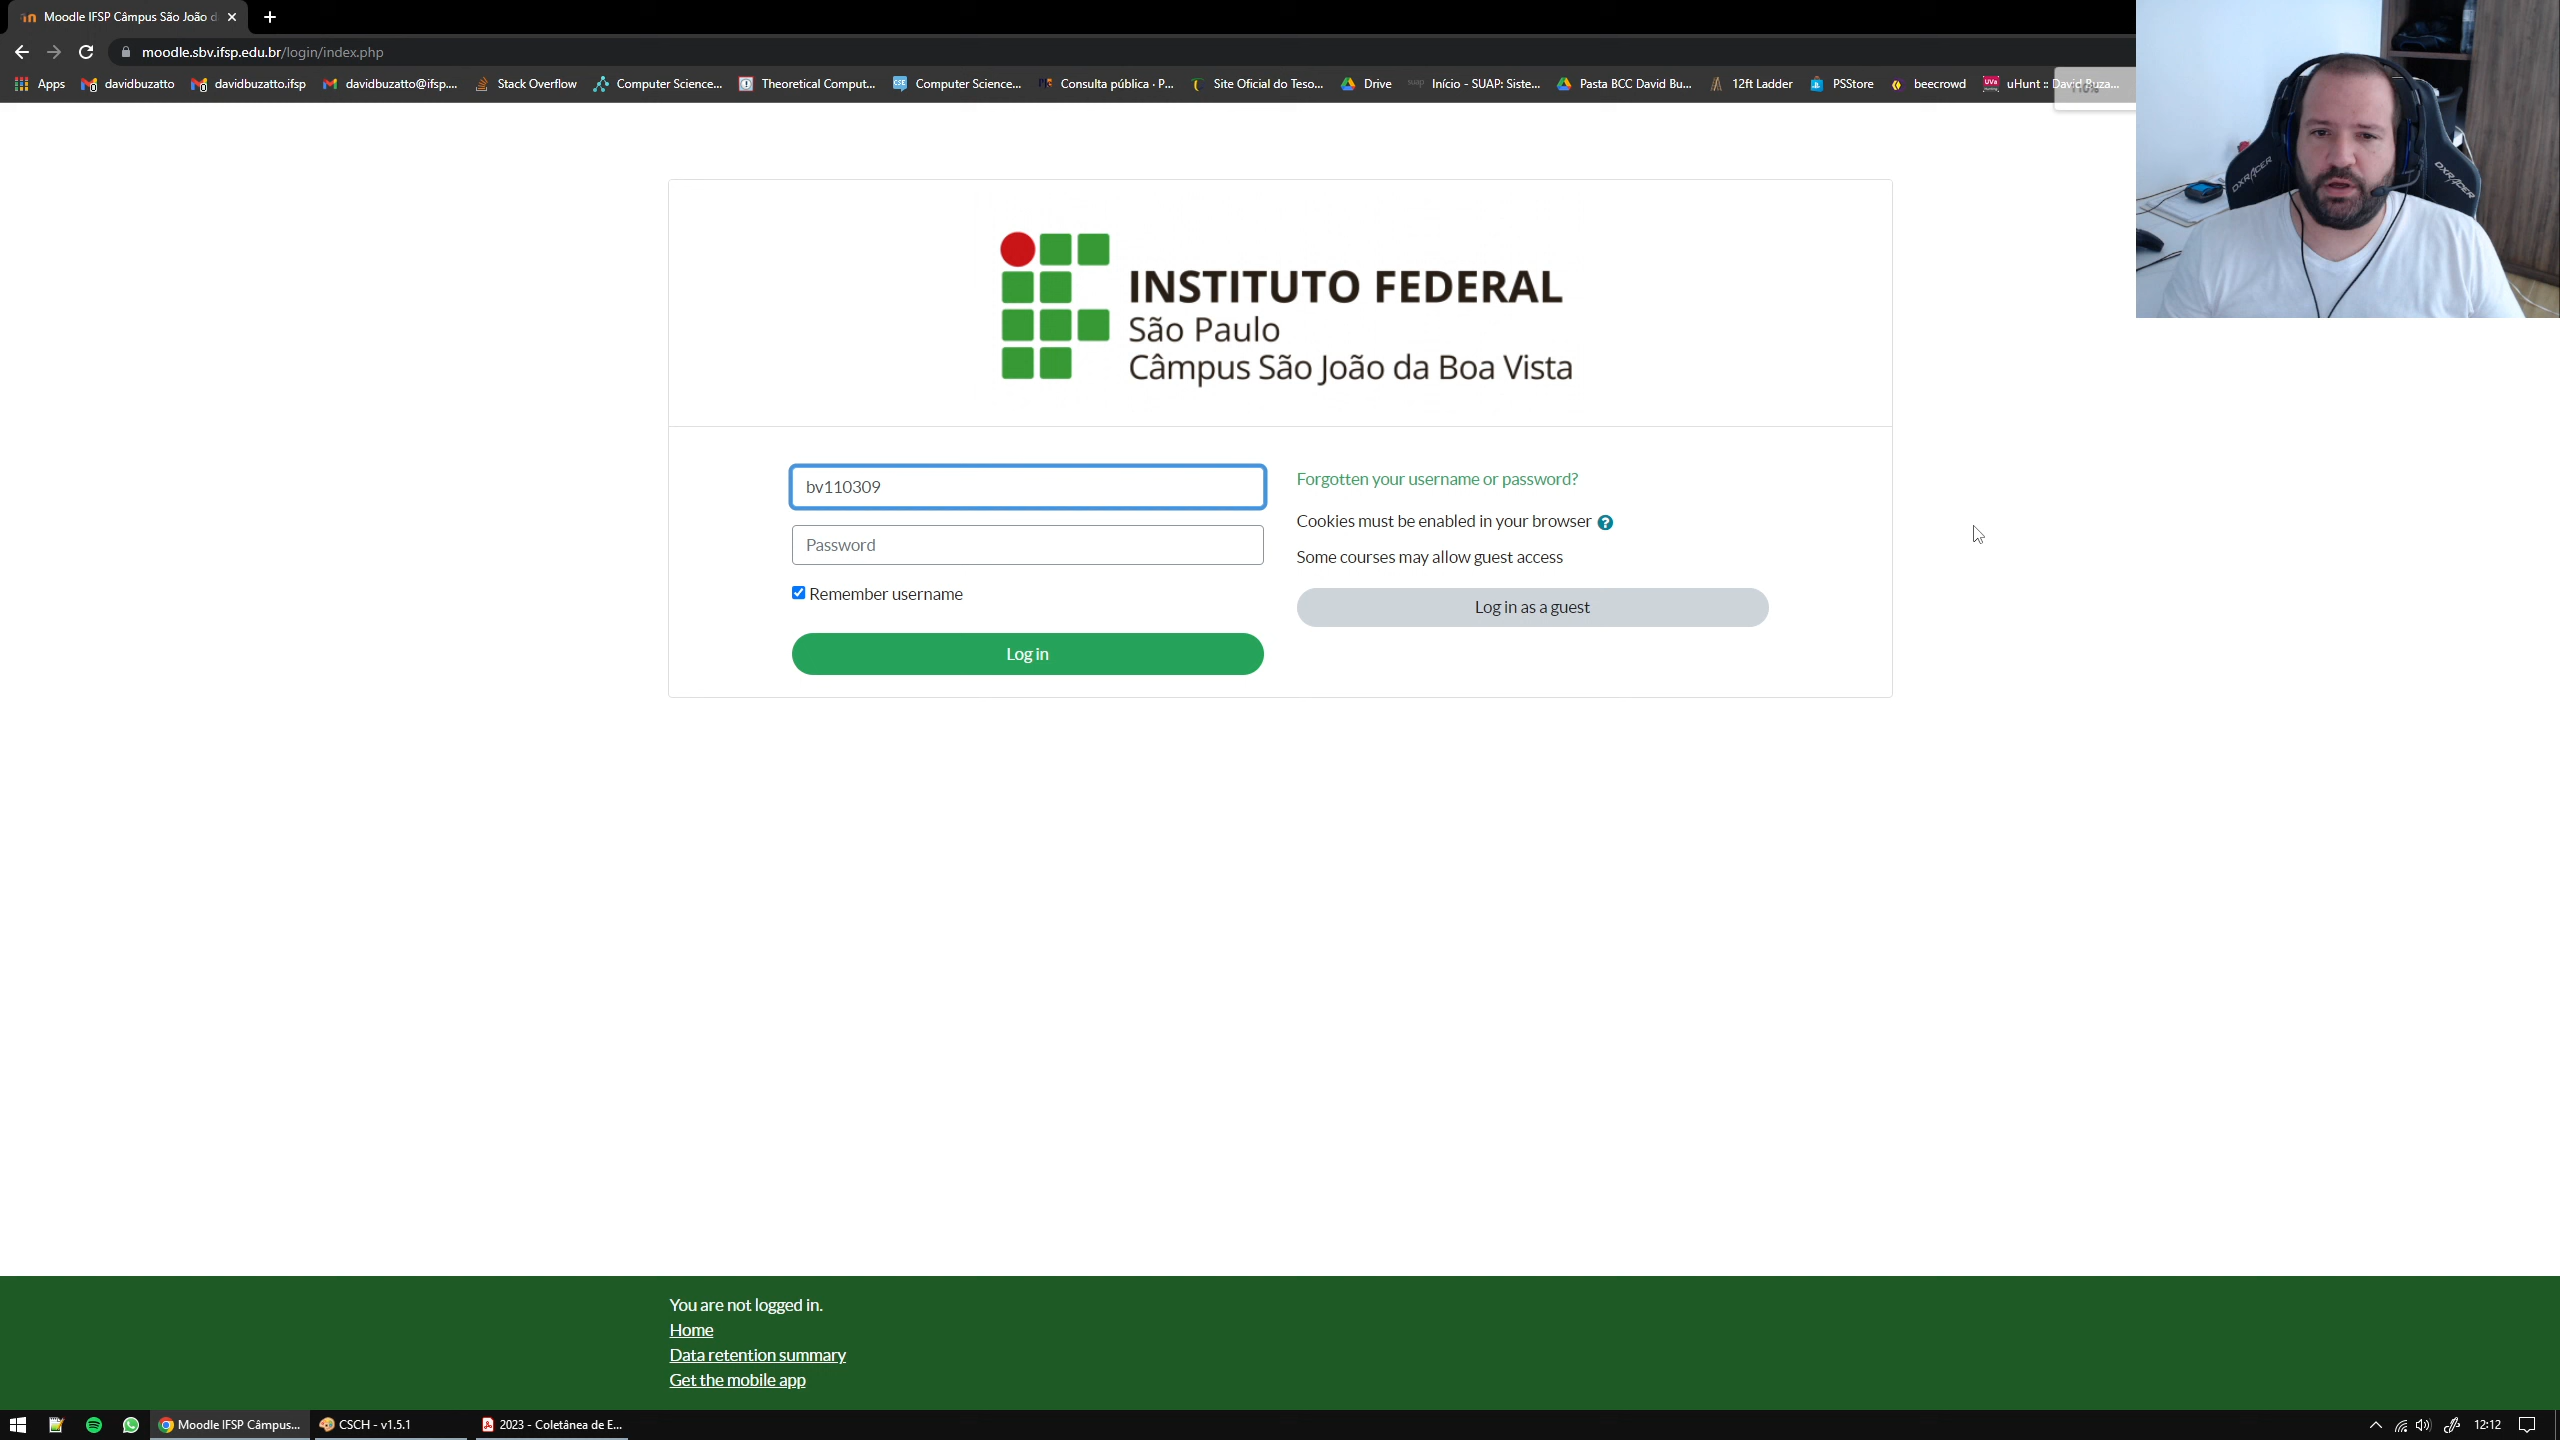 Moodle IFSP Câmpus São João d
moodle.sbv.ifsp.edu.br/login/index.php
Apps davidbuzatto davidbuzatto.ifsp davidbuzatto@ifsp.... Stack Overflow Computer Science... Theoretical Comput... Computer Science... Consulta pública · P... Site Oficial do Teso... Drive Início - SUAP: Siste... Pasta BCC David Bu... 12ft Ladder PSStore beecrowd uHunt :: David Buza...
DXRACER DXRACER
INSTITUTO FEDERAL
São Paulo
Câmpus São João da Boa Vista
bv110309
Password
Remember username
Log in
Forgotten your username or password?
Cookies must be enabled in your browser ?
Some courses may allow guest access
Log in as a guest
You are not logged in.
Home
Data retention summary
Get the mobile app
Moodle IFSP Câmpus... CSCH - v1.5.1 2023 - Coletânea de E... 12:12